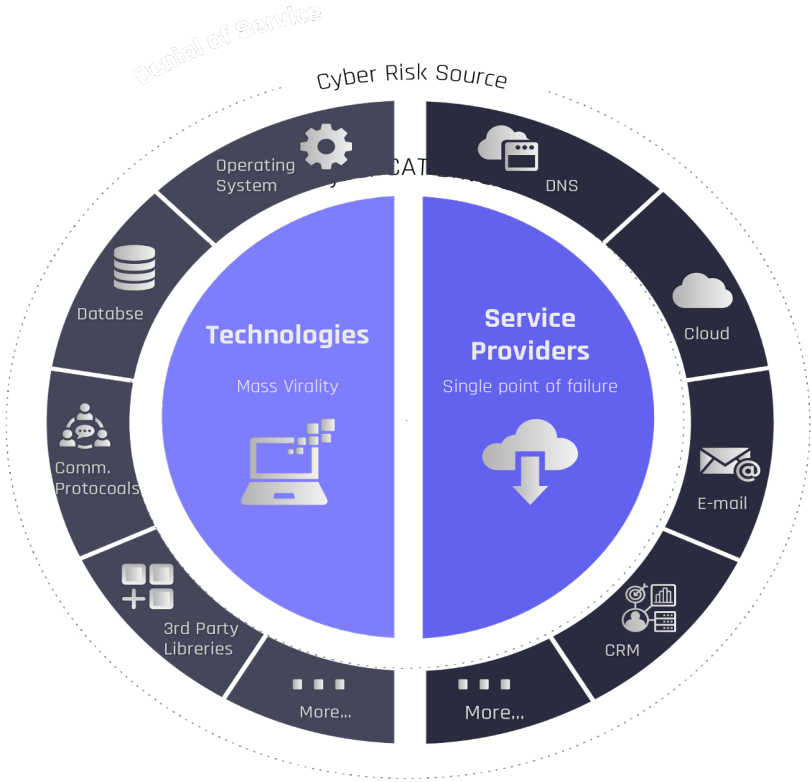 Denial of Service
Cyber Risk Source
CAT
Operating
System
DNS
Databse
Cloud
Technologies
Mass Virality
Service
Providers
Single point of failure
Comm.
Protocoals
E-mail
3rd Party
Libreries
CRM
More...
More...